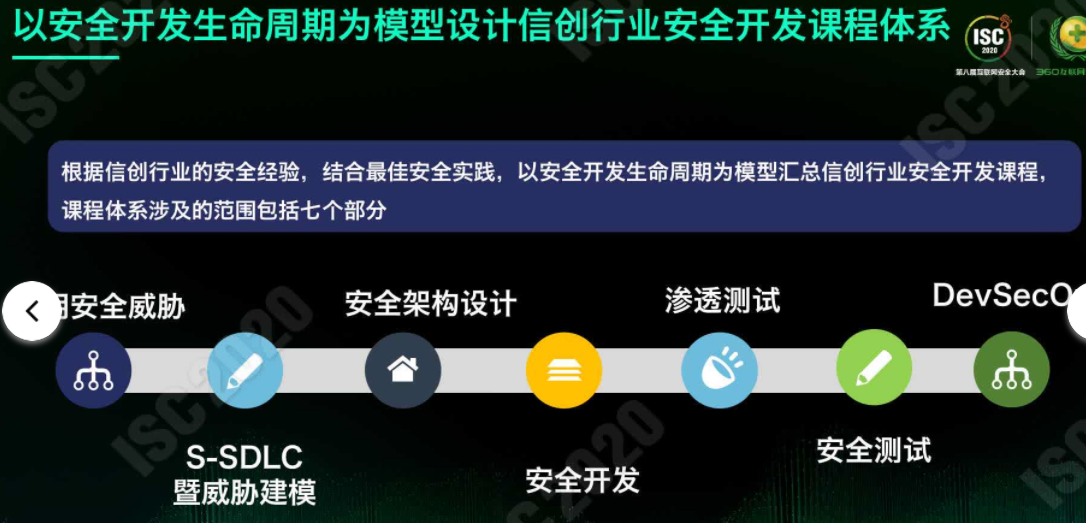 以安全开发生命周期为模型设计信创行业安全开发课程体系
ISC
2020
第八届互联网安全大会
360互联网
根据信创行业的安全经验，结合最佳安全实践，以安全开发生命周期为模型汇总信创行业安全开发课程，
课程体系涉及的范围包括七个部分
安全威胁
安全架构设计
渗透测试
DevSecO
S-SDLC
暨威胁建模
安全开发
安全测试
ISC 2020